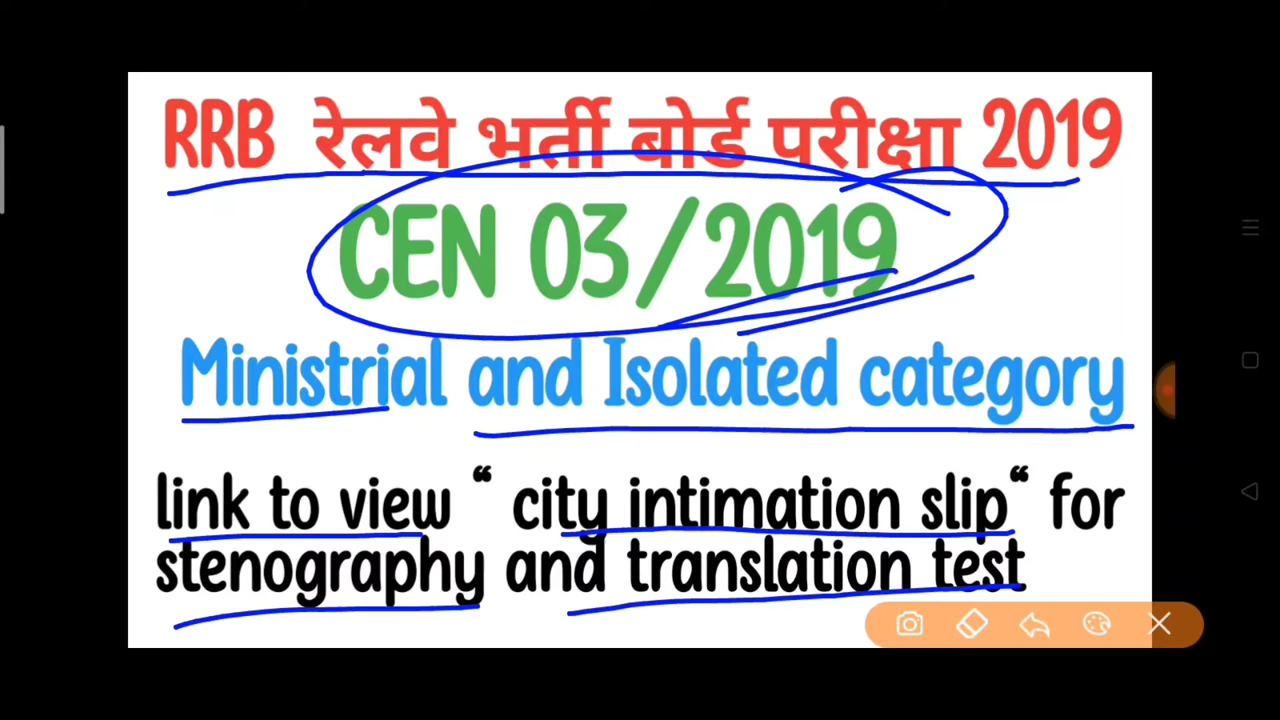 RRB रेलवे भर्ती बोर्ड परीक्षा 2019
CEN 03/2019
Ministrial and Isolated category
link to view “ city intimation slip“ for
stenography and translation test